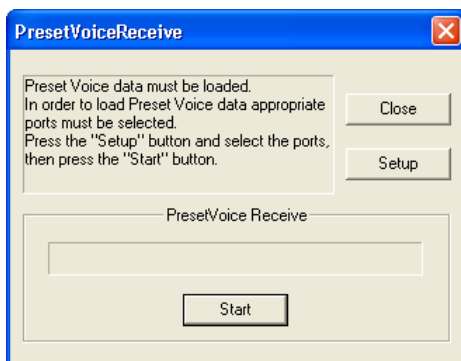 PresetVoiceReceive
Preset Voice data must be loaded.
In order to load Preset Voice data appropriate
ports must be selected.
Press the "Setup" button and select the ports,
then press the "Start" button.
Close
Setup
PresetVoice Receive
Start